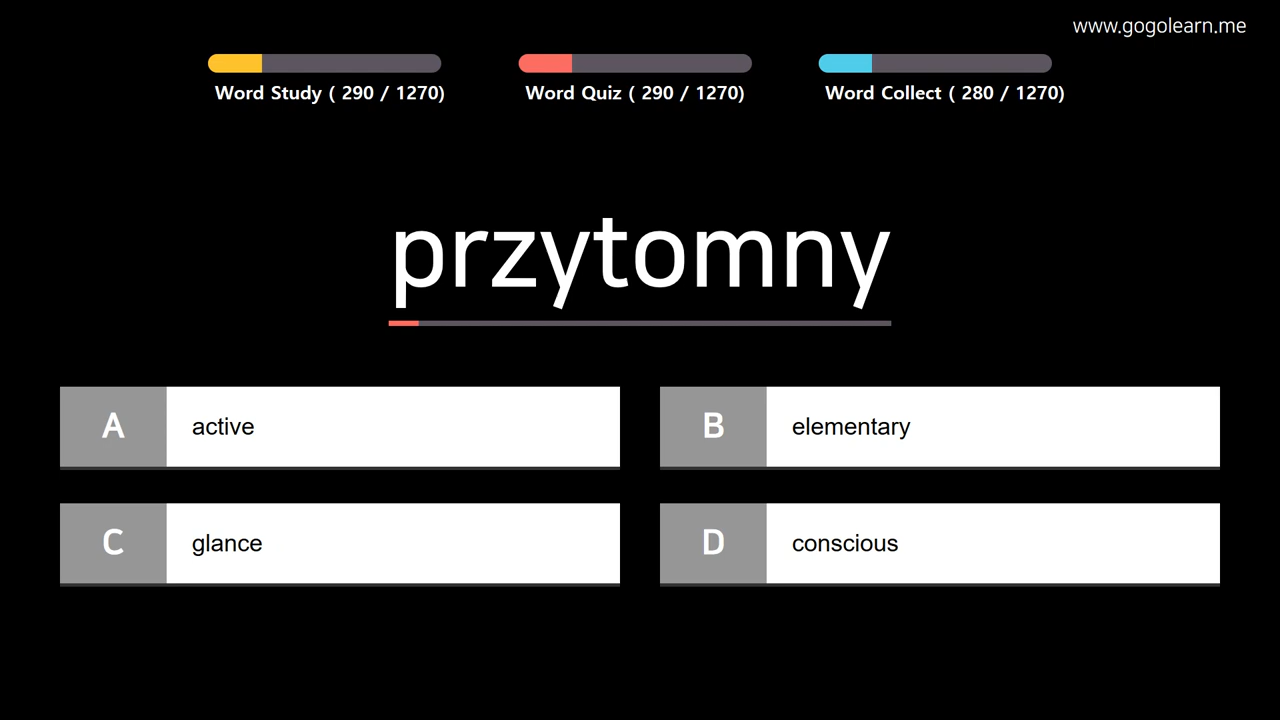 www.gogolearn.me
Word Study ( 290 / 1270)
Word Quiz ( 290 / 1270)
Word Collect ( 280 / 1270)
przytomny
A active
B elementary
C glance
D conscious